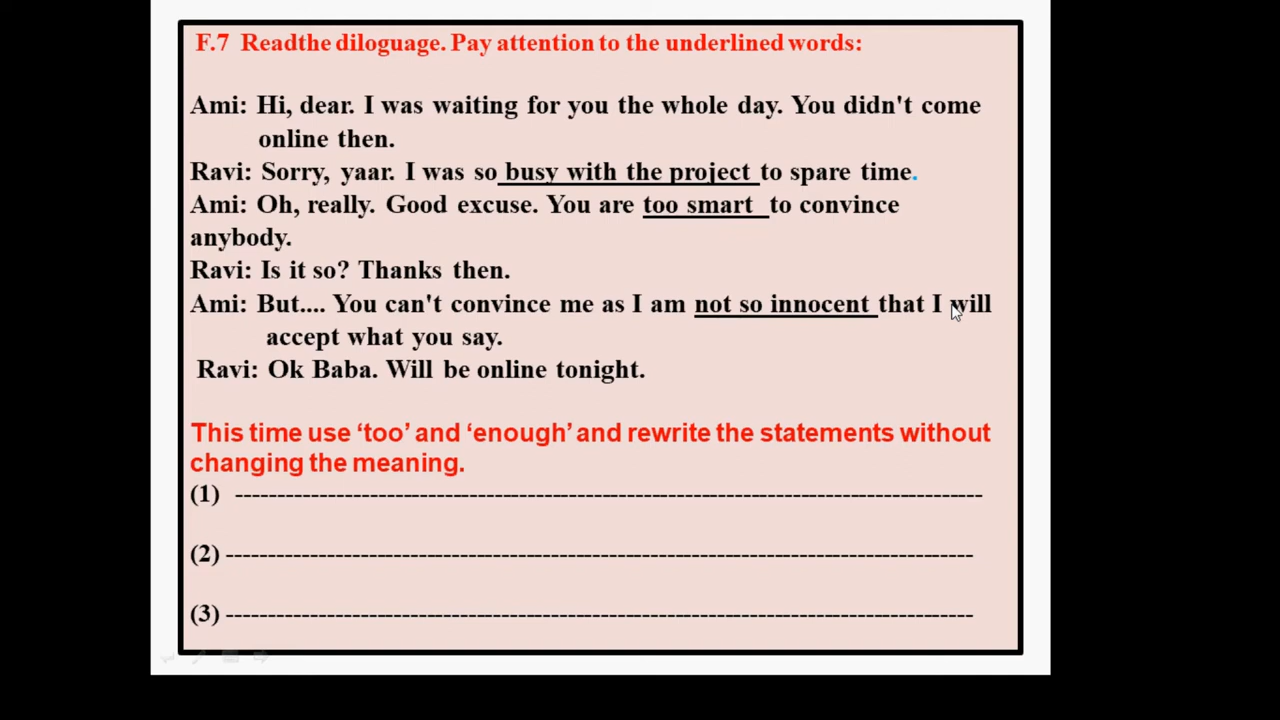 F.7 Readthe diloguage. Pay attention to the underlined words:
Ami: Hi, dear. I was waiting for you the whole day. You didn't come
online then.
Ravi: Sorry, yaar. I was so busy with the project to spare time.
Ami: Oh, really. Good excuse. You are too smart to convince
anybody.
Ravi: Is it so? Thanks then.
Ami: But.... You can't convince me as I am not so innocent that I will
accept what you say.
Ravi: Ok Baba. Will be online tonight.
This time use ‘too’ and ‘enough’ and rewrite the statements without
changing the meaning.
(1) --------------------------------------------------------------------------------
(2) --------------------------------------------------------------------------------
(3) --------------------------------------------------------------------------------